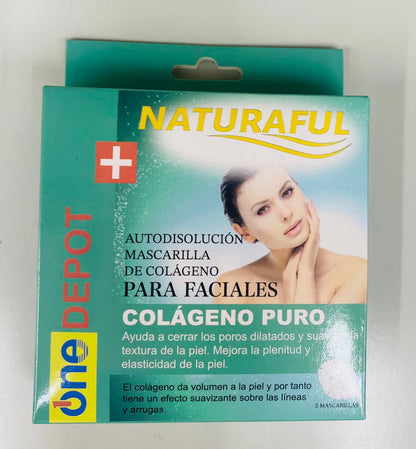 NATURAFUL
one DEPOT
AUTODISOLUCIÓN
MASCARILLA
DE COLÁGENO
PARA FACIALES
COLÁGENO PURO
Ayuda a cerrar los poros dilatados y la
textura de la piel. Mejora la plenitud y
elasticidad de la piel.
El colágeno da volumen a la piel y por tanto
tiene un efecto suavizante sobre las líneas
y arrugas.
3 MASCARILLAS